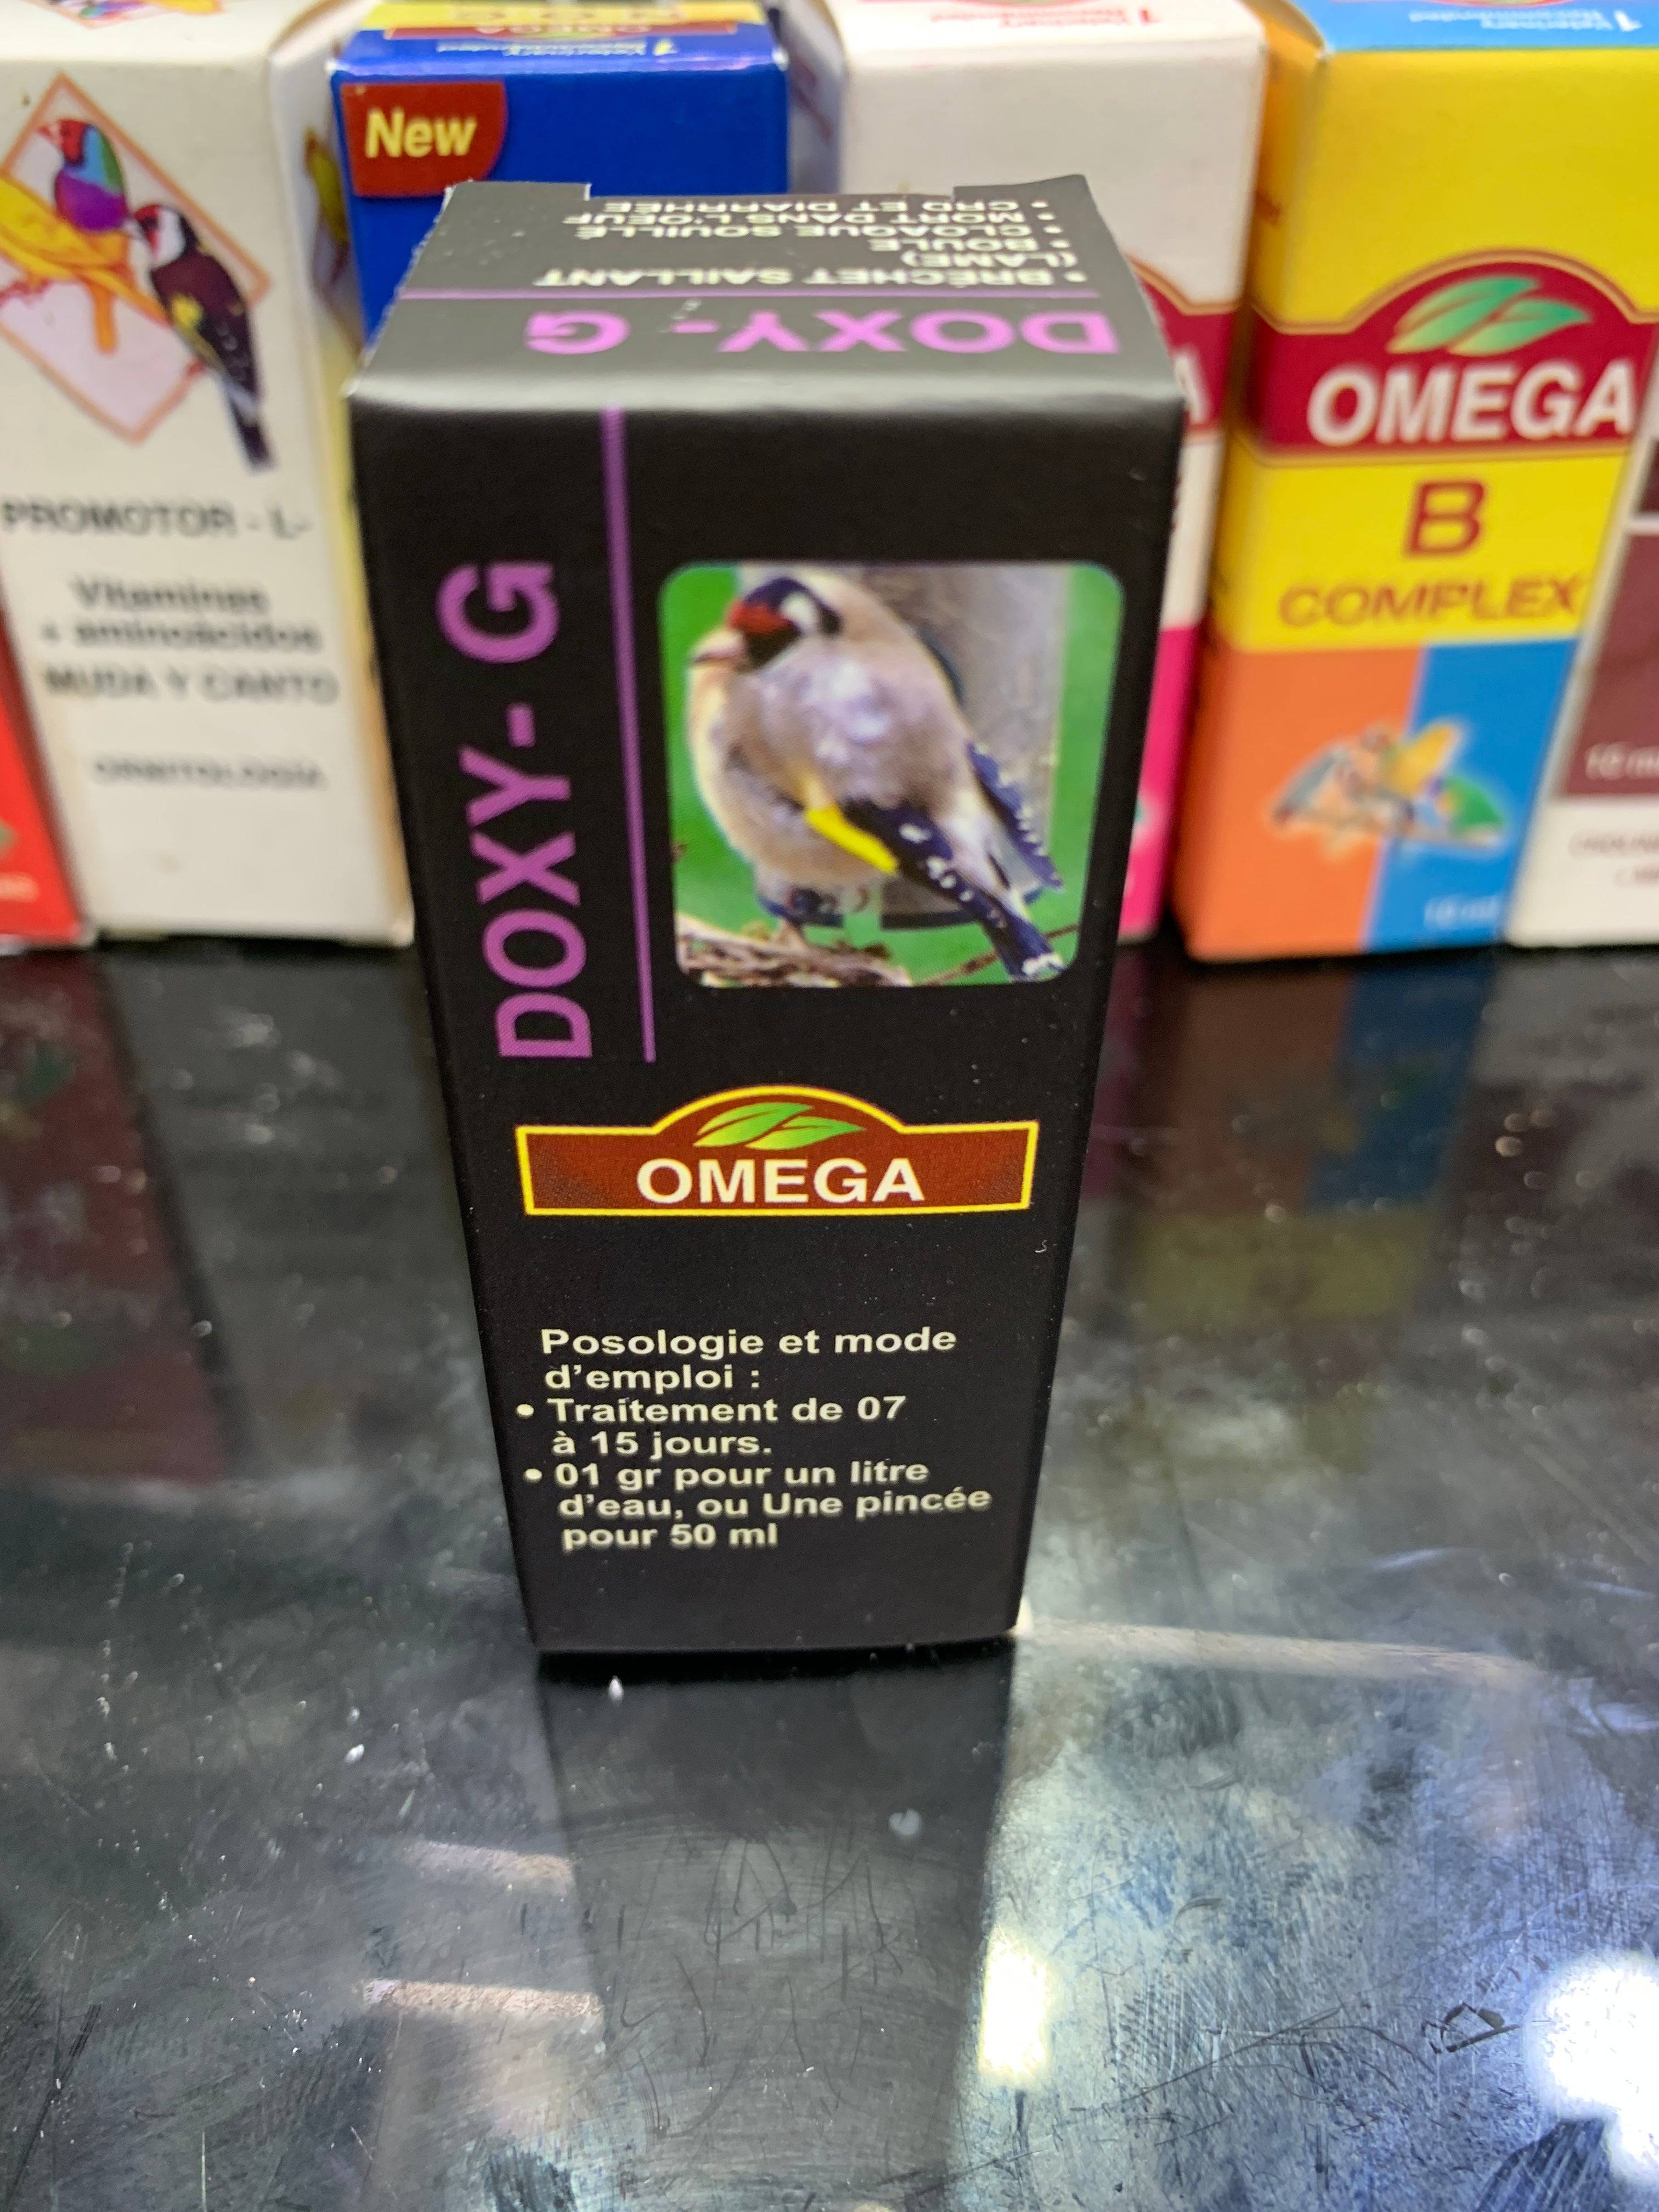 New
DOXY- G
• BRÉCHET SAILLANT
(LAME)
• BOULE
• CLOAQUE SOUILLÉ
• MORT DANS L'OEUF
• CRD ET DIARRHÉE
DOXY- G
OMEGA
Posologie et mode
d'emploi :
• Traitement de 07
à 15 jours.
• 01 gr pour un litre
d'eau, ou Une pincée
pour 50 ml
PROMOTOR - L-
Vitaminas
+ aminoácidos
MUDA Y CANTO
ORNITOLOGÍA
OMEGA
B
COMPLEX